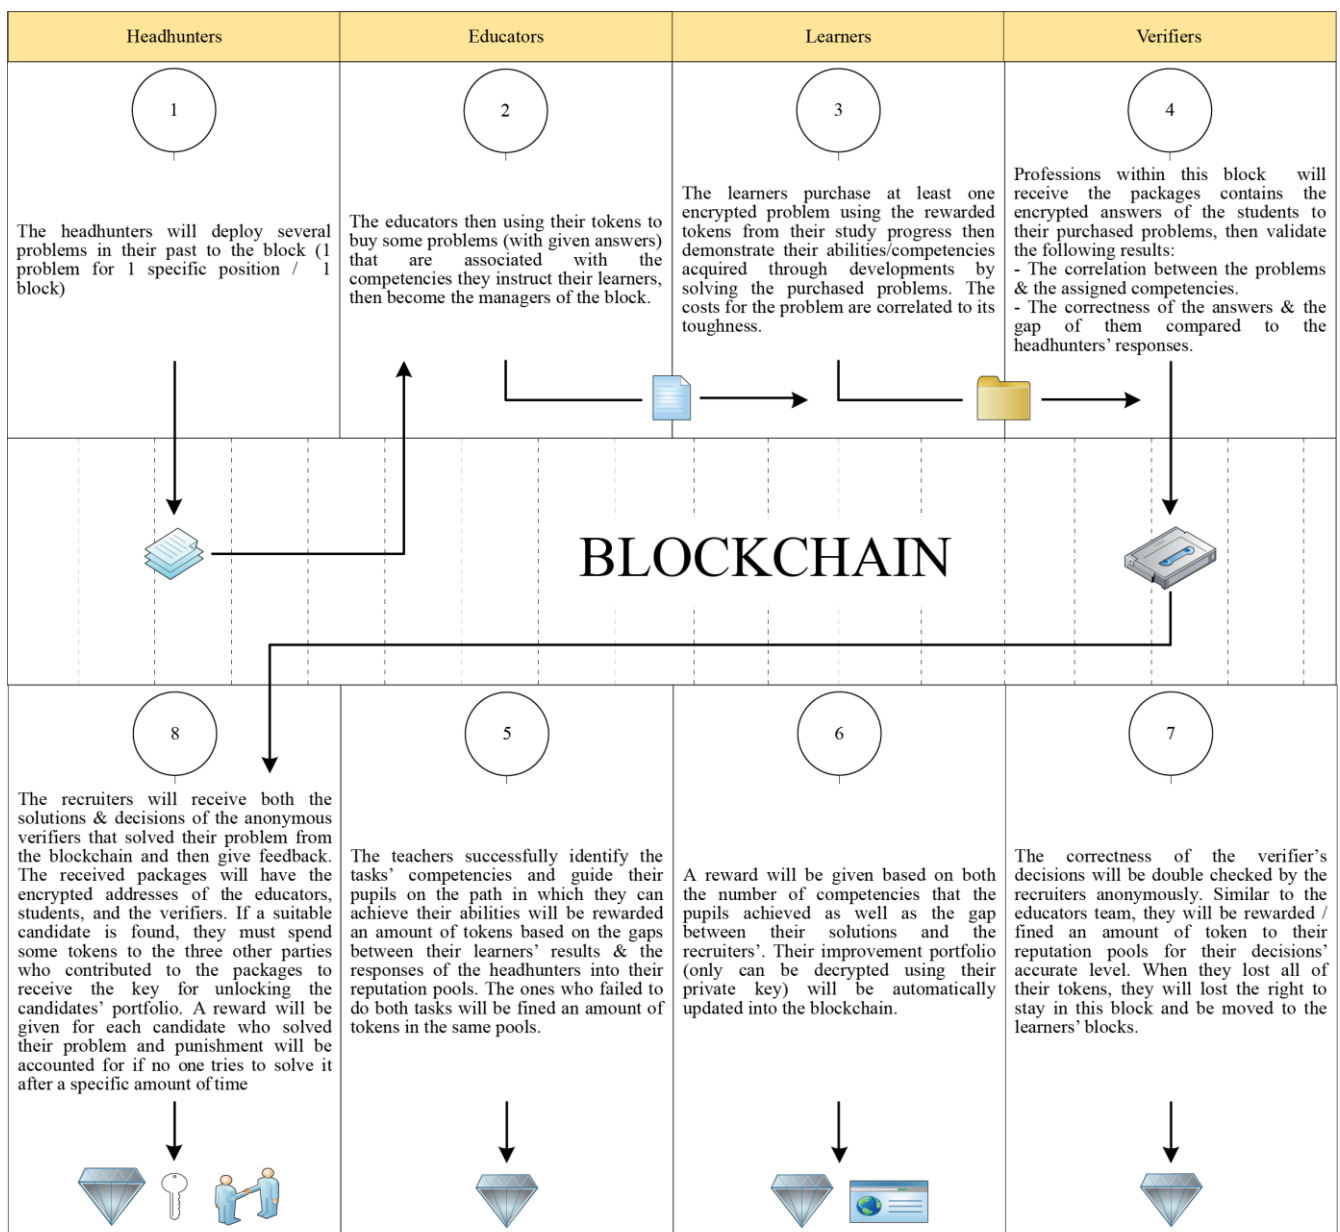 Headhunters
Educators
Learners
Verifiers
1
The headhunters will deploy several
problems in their past to the block (1
problem for 1 specific position / 1
block)
2
The educators then using their tokens to
buy some problems (with given answers)
that are associated with the
competencies they instruct their learners,
then become the managers of the block.
3
The learners purchase at least one
encrypted problem using the rewarded
tokens from their study progress then
demonstrate their abilities/competencies
acquired through developments by
solving the purchased problems. The
costs for the problem are correlated to its
toughness.
4
Professions within this block will
receive the packages contains the
encrypted answers of the students to
their purchased problems, then validate
the following results:
- The correlation between the problems
& the assigned competencies.
- The correctness of the answers & the
gap of them compared to the
headhunters’ responses.
BLOCKCHAIN
8
The recruiters will receive both the
solutions & decisions of the anonymous
verifiers that solved their problem from
the blockchain and then give feedback.
The received packages will have the
encrypted addresses of the educators,
students, and the verifiers. If a suitable
candidate is found, they must spend
some tokens to the three other parties
who contributed to the packages to
receive the key for unlocking the
candidates’ portfolio. A reward will be
given for each candidate who solved
their problem and punishment will be
accounted for if no one tries to solve it
after a specific amount of time
5
The teachers successfully identify the
tasks’ competencies and guide their
pupils on the path in which they can
achieve their abilities will be rewarded
an amount of tokens based on the gaps
between their learners’ results & the
responses of the headhunters into their
reputation pools. The ones who failed to
do both tasks will be fined an amount of
tokens in the same pools.
6
A reward will be given based on both
the number of competencies that the
pupils achieved as well as the gap
between their solutions and the
recruiters’. Their improvement portfolio
(only can be decrypted using their
private key) will be automatically
updated into the blockchain.
7
The correctness of the verifier’s
decisions will be double checked by the
recruiters anonymously. Similar to the
educators team, they will be rewarded /
fined an amount of token to their
reputation pools for their decisions’
accurate level. When they lost all of
their tokens, they will lost the right to
stay in this block and be moved to the
learners’ blocks.